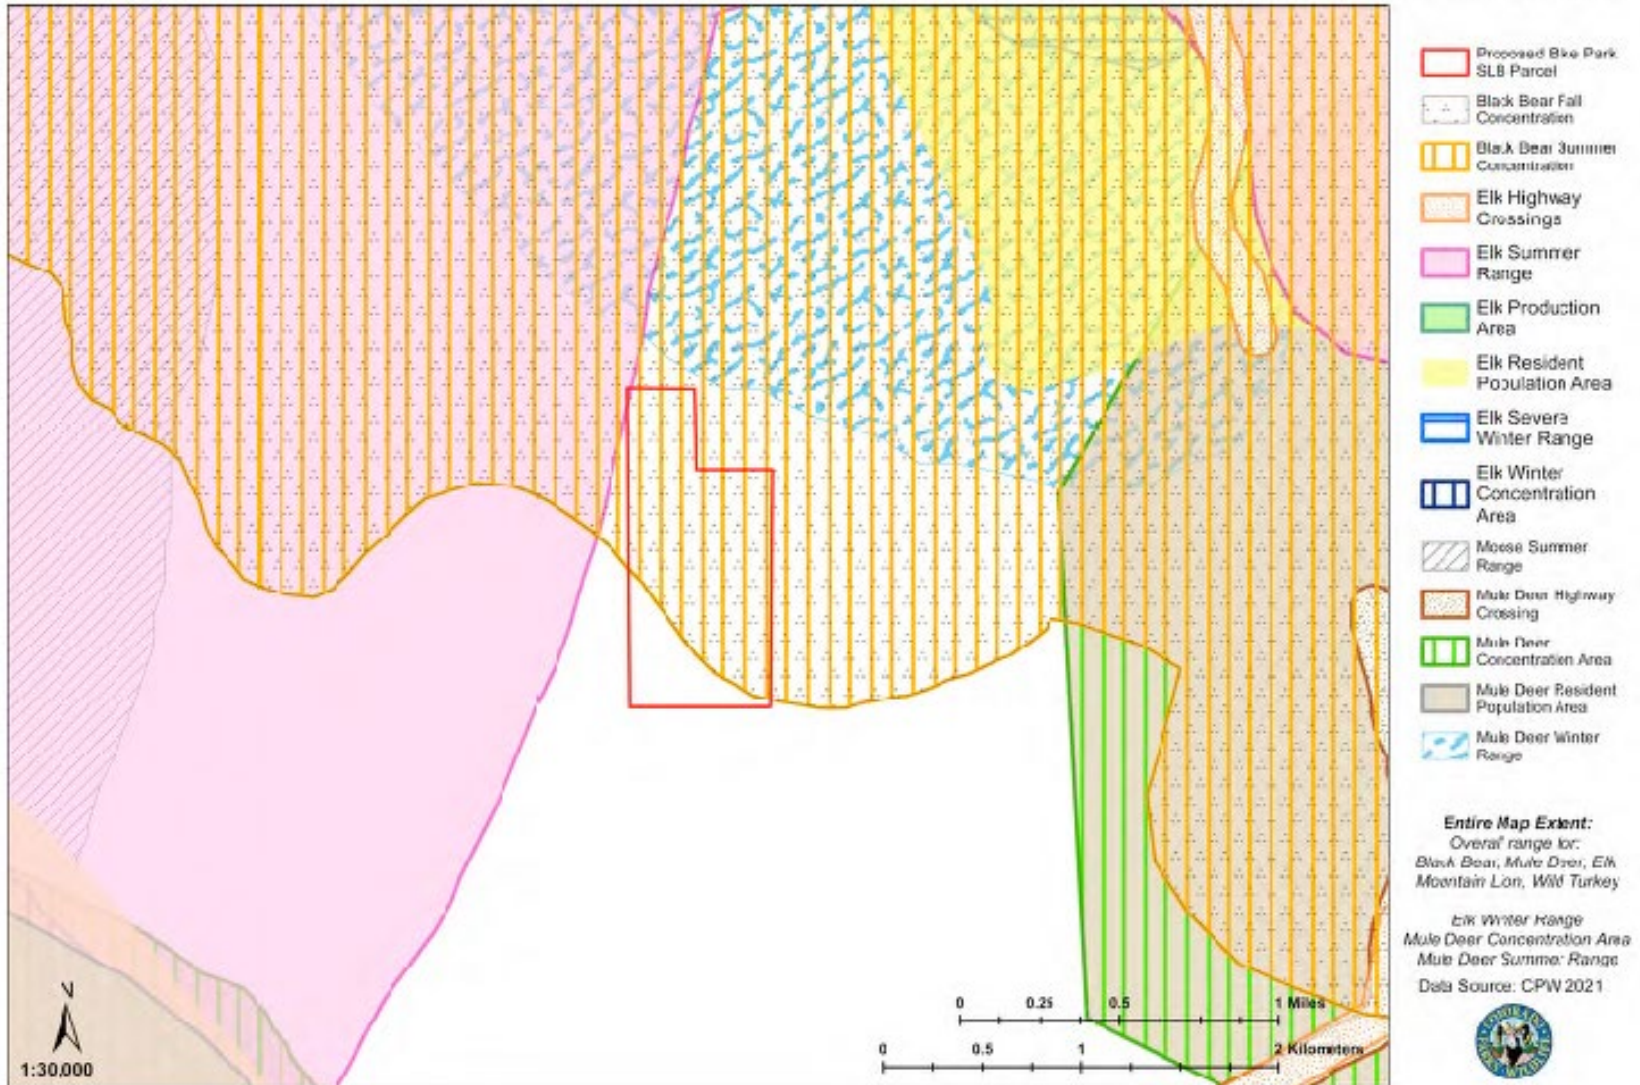 Proposed Bike Park
SLB Parcel
Black Bear Fall
Concentration
Black Bear Summer
Concentration
Elk Highway
Crossings
Elk Summer
Range
Elk Production
Area
Elk Resident
Population Area
Elk Severe
Winter Range
Elk Winter
Concentration
Area
Moose Summer
Range
Mule Deer Highway
Crossing
Mule Deer
Concentration Area
Mule Deer Resident
Population Area
Mule Deer Winter
Range
Entire Map Extent:
Overall range for:
Black Bear, Mule Deer, Elk
Mountain Lion, Wild Turkey
Elk Winter Range
Mule Deer Concentration Area
Mule Deer Summer Range
Data Source: CPW 2021
COLORADO
PARKS WILDLIFE
N
1:30,000
0 0.25 0.5 1 Miles
0 0.5 1 2 Kilometers